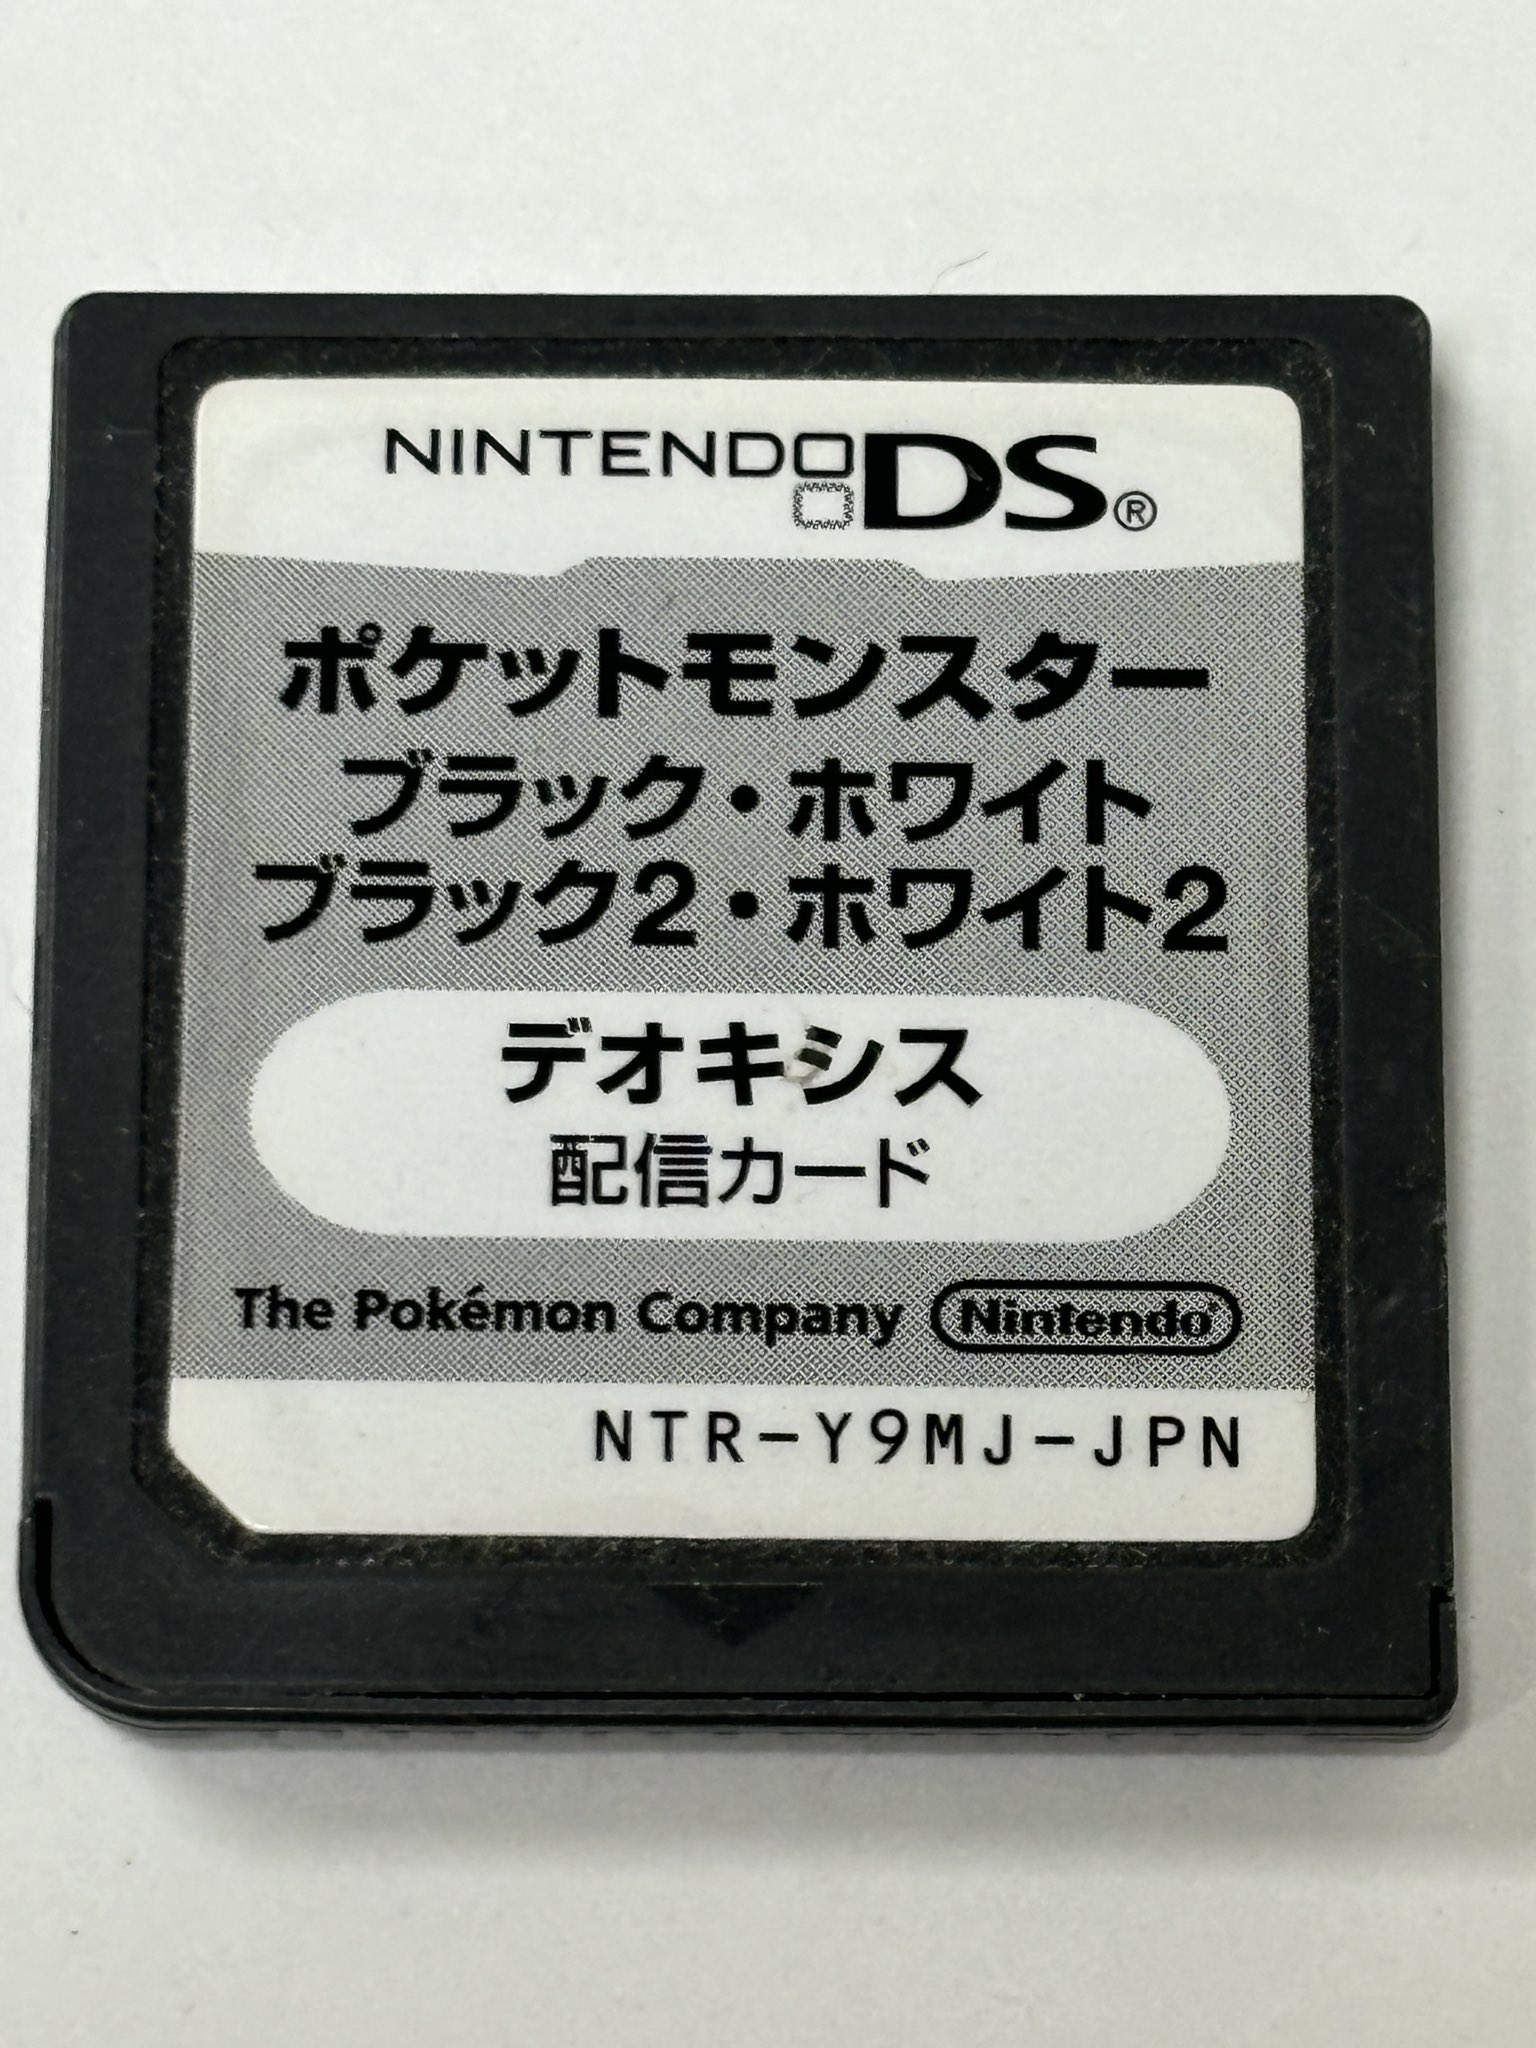 NINTENDO DS®
ポケットモンスター
ブラック・ホワイト
ブラック2・ホワイト2
デオキシス
配信カード
The Pokémon Company Nintendo®
NTR-Y9MJ-JPN